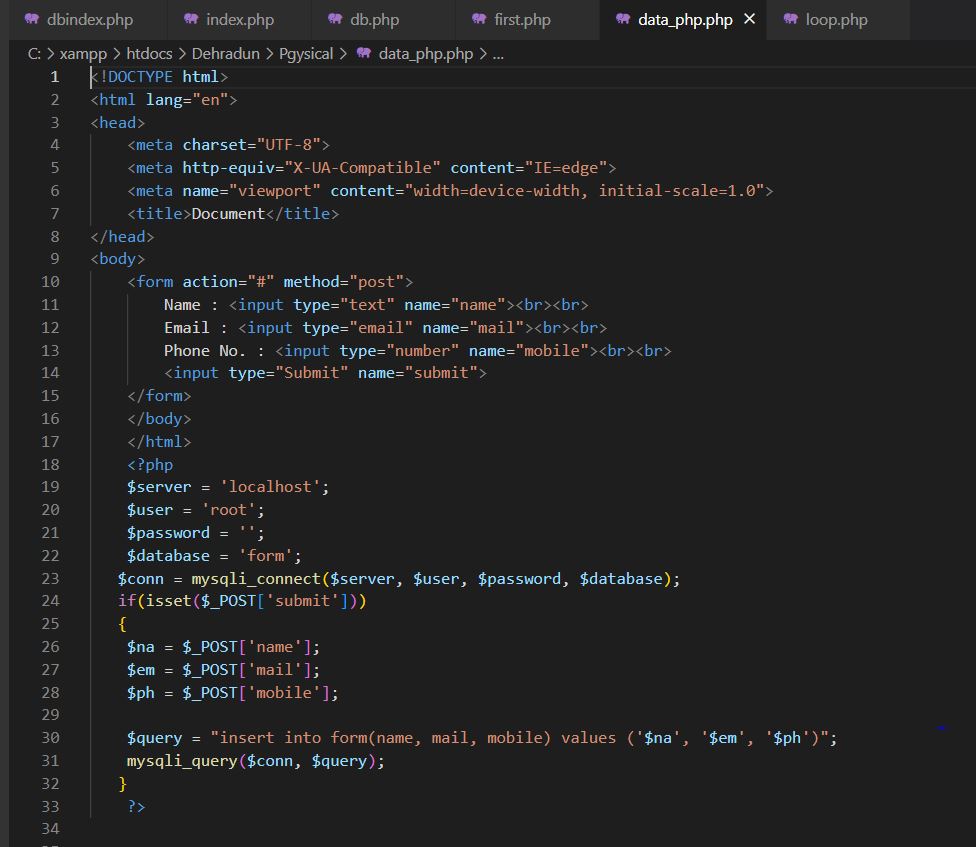 dbindex.php index.php db.php first.php data_php.php × loop.php
C: > xampp > htdocs > Dehradun > Pgysical > data_php.php > ...
1 <!DOCTYPE html>
2 <html lang="en">
3 <head>
4 <meta charset="UTF-8">
5 <meta http-equiv="X-UA-Compatible" content="IE=edge">
6 <meta name="viewport" content="width=device-width, initial-scale=1.0">
7 <title>Document</title>
8 </head>
9 <body>
10 <form action="#" method="post">
11 Name : <input type="text" name="name"><br><br>
12 Email : <input type="email" name="mail"><br><br>
13 Phone No. : <input type="number" name="mobile"><br><br>
14 <input type="Submit" name="submit">
15 </form>
16 </body>
17 </html>
18 <?php
19 $server = 'localhost';
20 $user = 'root';
21 $password = '';
22 $database = 'form';
23 $conn = mysqli_connect($server, $user, $password, $database);
24 if(isset($_POST['submit']))
25 {
26 $na = $_POST['name'];
27 $em = $_POST['mail'];
28 $ph = $_POST['mobile'];
29
30 $query = "insert into form(name, mail, mobile) values ('$na', '$em', '$ph')";
31 mysqli_query($conn, $query);
32 }
33 ?>
34